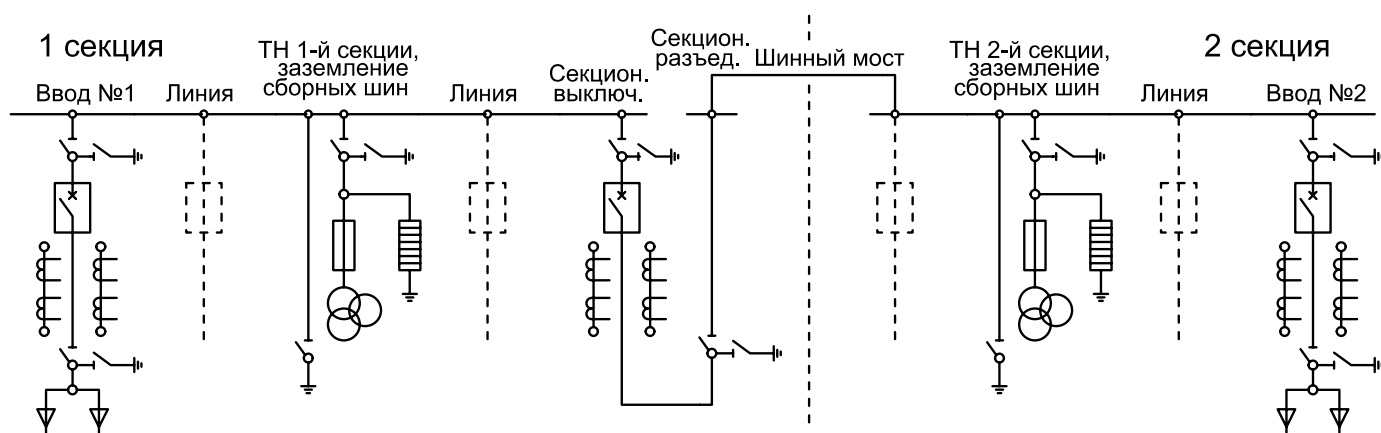 1 секция
Ввод №1
Линия
ТН 1-й секции,
заземление
сборных шин
Линия
Секцион.
выключ.
Секцион.
разъед.
Шинный мост
ТН 2-й секции,
заземление
сборных шин
Линия
2 секция
Ввод №2